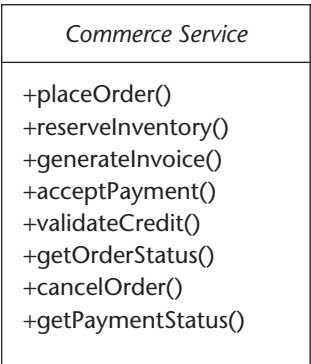 Commerce Service
+placeOrder()
+reserveInventory()
+generateInvoice()
+acceptPayment()
+validateCredit()
+getOrderStatus()
+cancelOrder()
+getPaymentStatus()